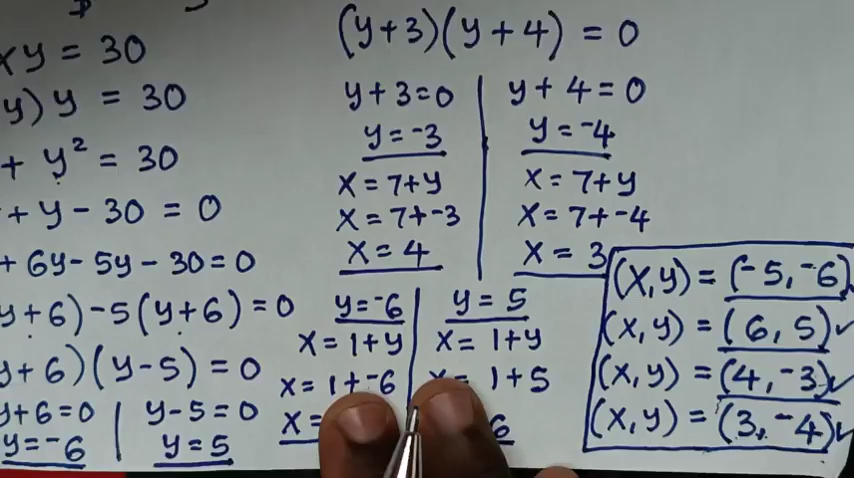 xy = 30
y) y = 30
+ y² = 30
+ y - 30 = 0
+ 6y - 5y - 30 = 0
y + 6) - 5(y + 6) = 0
y + 6)(y - 5) = 0
y + 6 = 0 | y - 5 = 0
y = -6 | y = 5
(y + 3)(y + 4) = 0
y + 3 = 0 | y + 4 = 0
y = -3 | y = -4
x = 7 + y | x = 7 + y
x = 7 + -3 | x = 7 + -4
x = 4 | x = 3
y = -6 | y = 5
x = 1 + y | x = 1 + y
x = 1 + -6 | x = 1 + 5
x = | 6
(x, y) = (-5, -6)
(x, y) = (6, 5) ✓
(x, y) = (4, -3) ✓
(x, y) = (3, -4) ✓